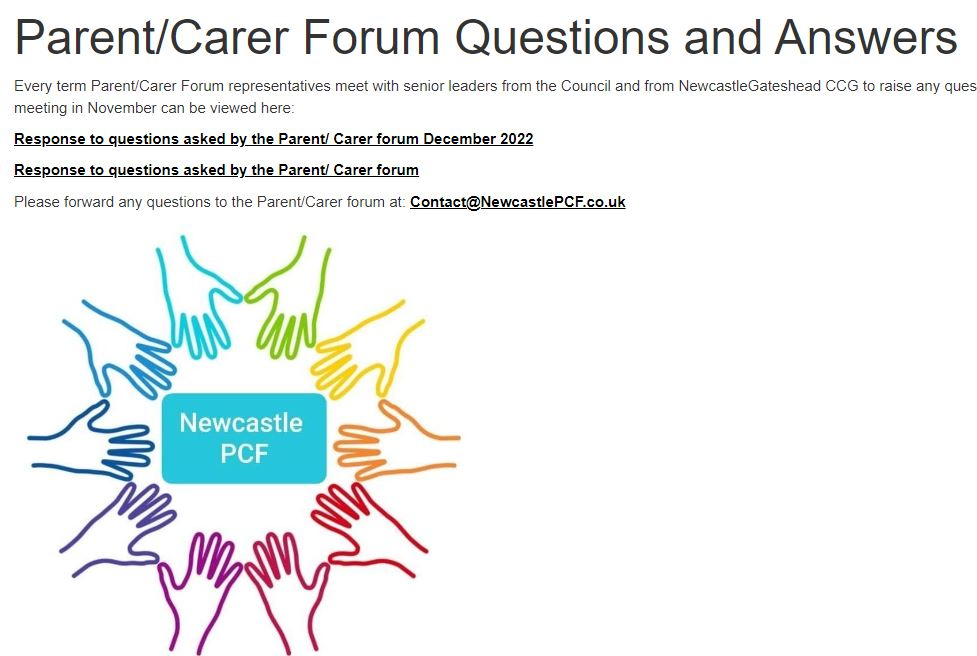 Parent/Carer Forum Questions and Answers
Every term Parent/Carer Forum representatives meet with senior leaders from the Council and from NewcastleGateshead CCG to raise any ques
meeting in November can be viewed here:
Response to questions asked by the Parent/ Carer forum December 2022
Response to questions asked by the Parent/ Carer forum
Please forward any questions to the Parent/Carer forum at: Contact@NewcastlePCF.co.uk
Newcastle
PCF